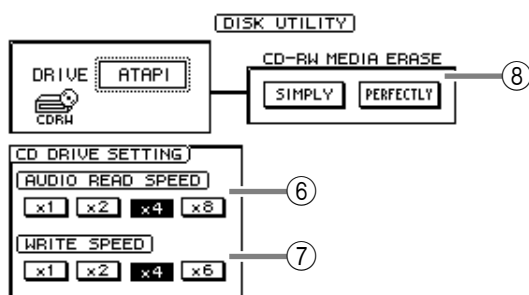 DISK UTILITY
DRIVE ATAPI
CDRW
CD-RW MEDIA ERASE
SIMPLY PERFECTLY
⑧
CD DRIVE SETTING
AUDIO READ SPEED
x1 x2 x4 x8
⑥
WRITE SPEED
x1 x2 x4 x6
⑦